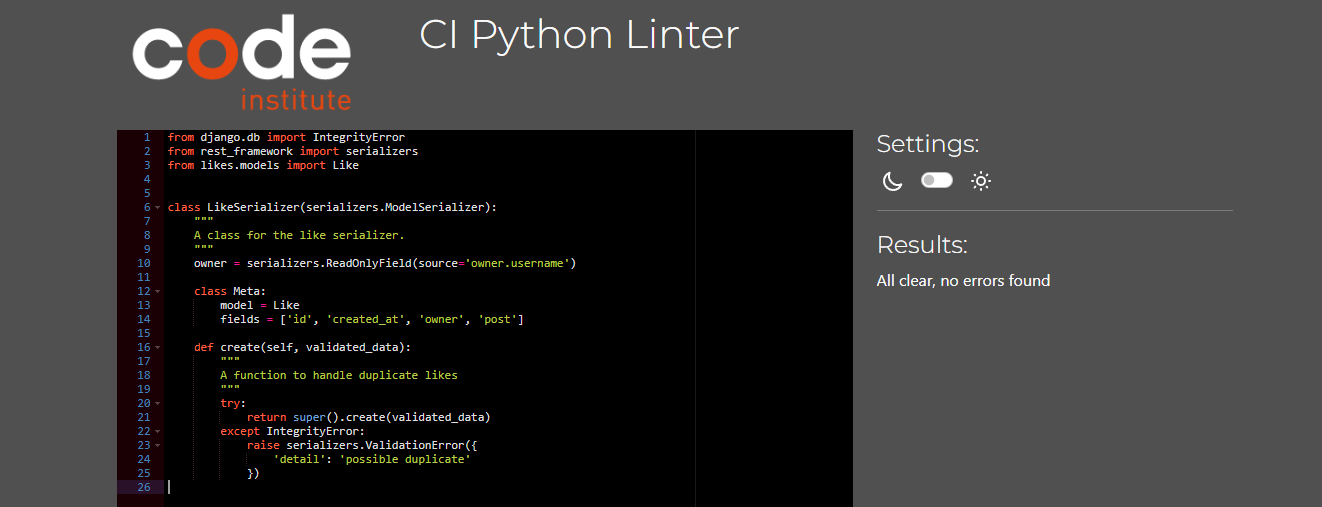 code
institute
CI Python Linter
1 from django.db import IntegrityError
2 from rest_framework import serializers
3 from likes.models import Like
4
5
6 class LikeSerializer(serializers.ModelSerializer):
7     """
8     A class for the like serializer.
9     """
10     owner = serializers.ReadOnlyField(source='owner.username')
11
12     class Meta:
13         model = Like
14         fields = ['id', 'created_at', 'owner', 'post']
15
16     def create(self, validated_data):
17         """
18         A function to handle duplicate likes
19         """
20         try:
21             return super().create(validated_data)
22         except IntegrityError:
23             raise serializers.ValidationError({
24                 'detail': 'possible duplicate'
25             })
26
Settings:
Results:
All clear, no errors found